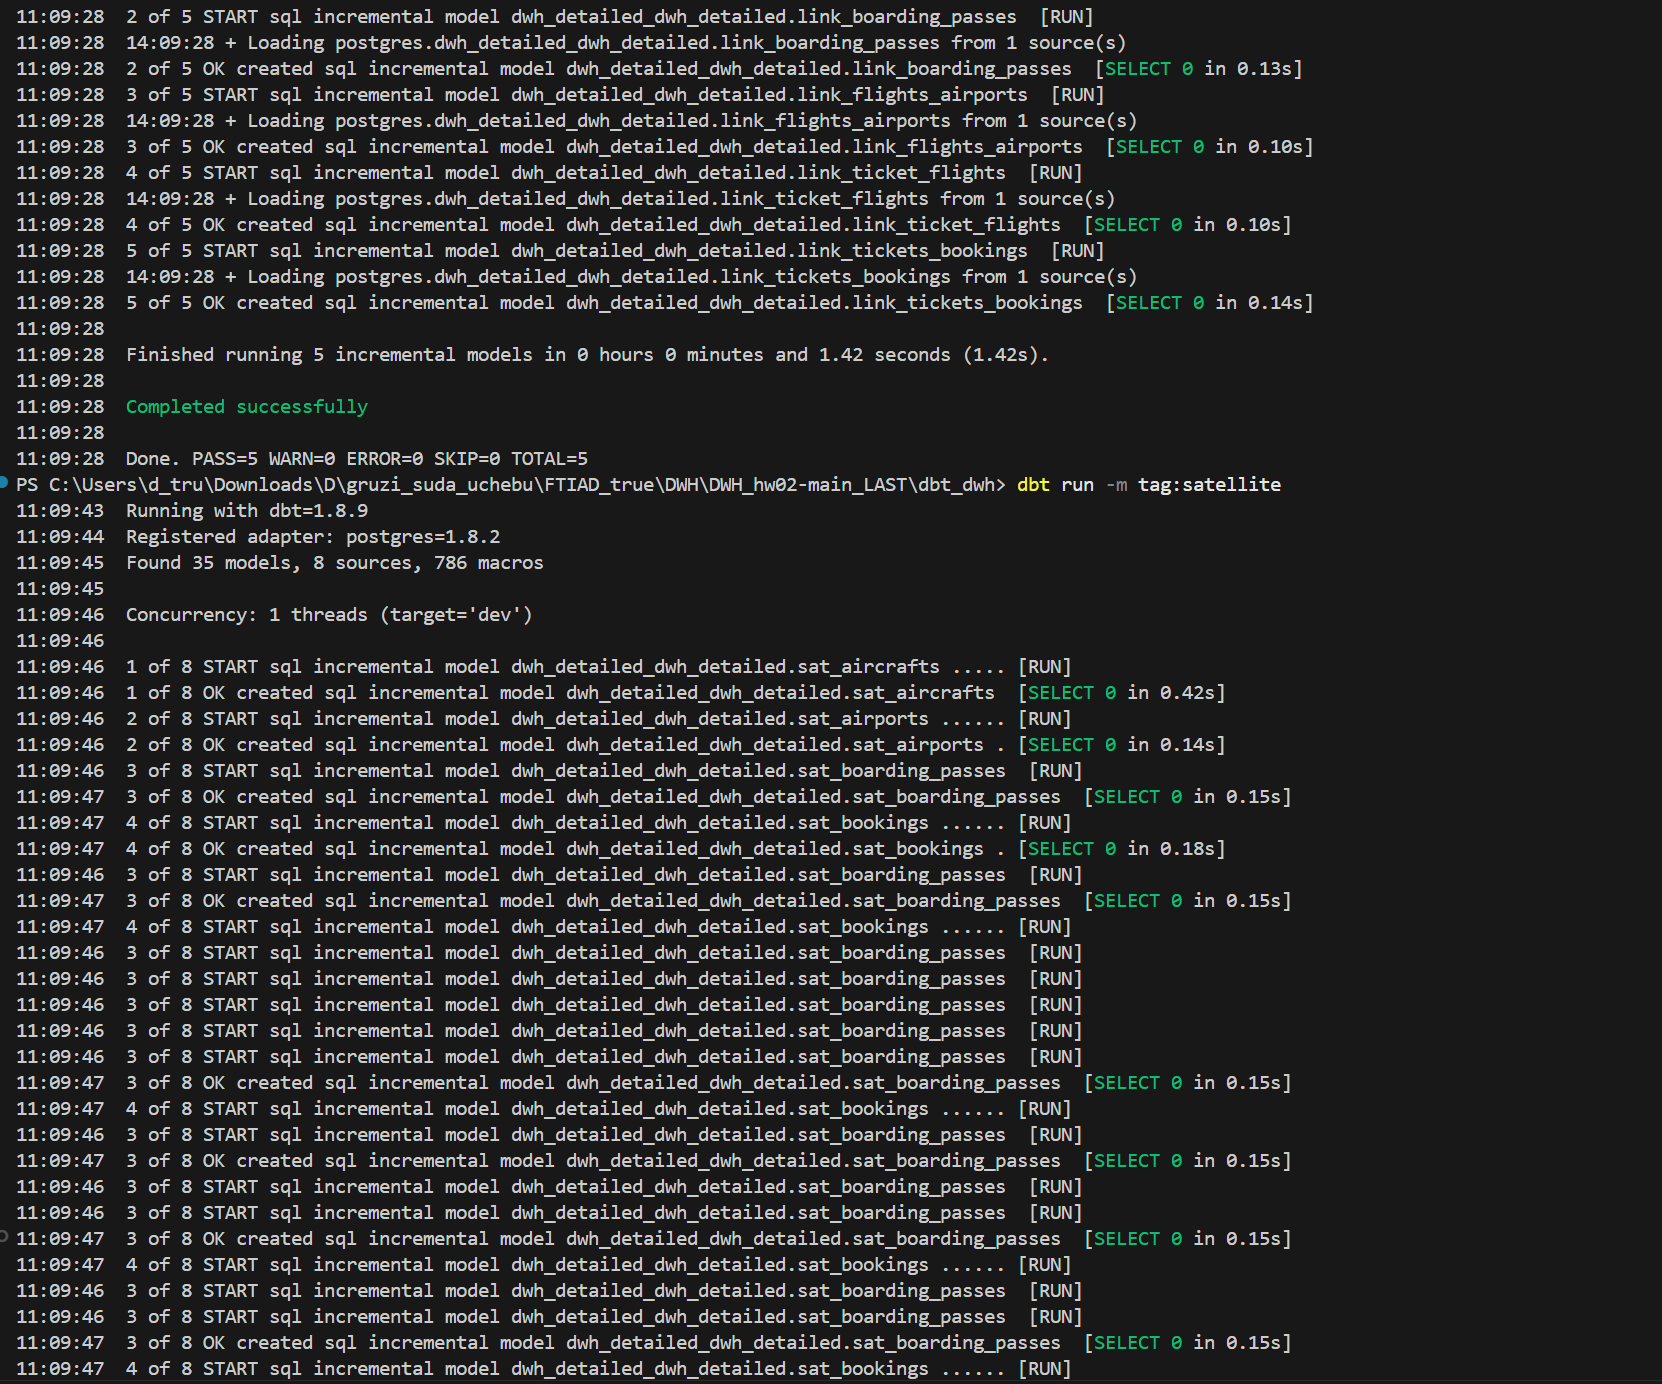 11:09:28  2 of 5 START sql incremental model dwh_detailed_dwh_detailed.link_boarding_passes  [RUN]
11:09:28  14:09:28 + Loading postgres.dwh_detailed_dwh_detailed.link_boarding_passes from 1 source(s)
11:09:28  2 of 5 OK created sql incremental model dwh_detailed_dwh_detailed.link_boarding_passes  [SELECT 0 in 0.13s]
11:09:28  3 of 5 START sql incremental model dwh_detailed_dwh_detailed.link_flights_airports  [RUN]
11:09:28  14:09:28 + Loading postgres.dwh_detailed_dwh_detailed.link_flights_airports from 1 source(s)
11:09:28  3 of 5 OK created sql incremental model dwh_detailed_dwh_detailed.link_flights_airports  [SELECT 0 in 0.10s]
11:09:28  4 of 5 START sql incremental model dwh_detailed_dwh_detailed.link_ticket_flights  [RUN]
11:09:28  14:09:28 + Loading postgres.dwh_detailed_dwh_detailed.link_ticket_flights from 1 source(s)
11:09:28  4 of 5 OK created sql incremental model dwh_detailed_dwh_detailed.link_ticket_flights  [SELECT 0 in 0.10s]
11:09:28  5 of 5 START sql incremental model dwh_detailed_dwh_detailed.link_tickets_bookings  [RUN]
11:09:28  14:09:28 + Loading postgres.dwh_detailed_dwh_detailed.link_tickets_bookings from 1 source(s)
11:09:28  5 of 5 OK created sql incremental model dwh_detailed_dwh_detailed.link_tickets_bookings  [SELECT 0 in 0.14s]
11:09:28
11:09:28  Finished running 5 incremental models in 0 hours 0 minutes and 1.42 seconds (1.42s).
11:09:28
11:09:28  Completed successfully
11:09:28
11:09:28  Done. PASS=5 WARN=0 ERROR=0 SKIP=0 TOTAL=5
PS C:\Users\d_tru\Downloads\D\gruzi_suda_uchebu\FTIAD_true\DWH\DWH_hw02-main_LAST\dbt_dwh> dbt run -m tag:satellite
11:09:43  Running with dbt=1.8.9
11:09:44  Registered adapter: postgres=1.8.2
11:09:45  Found 35 models, 8 sources, 786 macros
11:09:45
11:09:46  Concurrency: 1 threads (target='dev')
11:09:46
11:09:46  1 of 8 START sql incremental model dwh_detailed_dwh_detailed.sat_aircrafts ..... [RUN]
11:09:46  1 of 8 OK created sql incremental model dwh_detailed_dwh_detailed.sat_aircrafts  [SELECT 0 in 0.42s]
11:09:46  2 of 8 START sql incremental model dwh_detailed_dwh_detailed.sat_airports ...... [RUN]
11:09:46  2 of 8 OK created sql incremental model dwh_detailed_dwh_detailed.sat_airports . [SELECT 0 in 0.14s]
11:09:46  3 of 8 START sql incremental model dwh_detailed_dwh_detailed.sat_boarding_passes  [RUN]
11:09:47  3 of 8 OK created sql incremental model dwh_detailed_dwh_detailed.sat_boarding_passes  [SELECT 0 in 0.15s]
11:09:47  4 of 8 START sql incremental model dwh_detailed_dwh_detailed.sat_bookings ...... [RUN]
11:09:47  4 of 8 OK created sql incremental model dwh_detailed_dwh_detailed.sat_bookings . [SELECT 0 in 0.18s]
11:09:46  3 of 8 START sql incremental model dwh_detailed_dwh_detailed.sat_boarding_passes  [RUN]
11:09:47  3 of 8 OK created sql incremental model dwh_detailed_dwh_detailed.sat_boarding_passes  [SELECT 0 in 0.15s]
11:09:47  4 of 8 START sql incremental model dwh_detailed_dwh_detailed.sat_bookings ...... [RUN]
11:09:46  3 of 8 START sql incremental model dwh_detailed_dwh_detailed.sat_boarding_passes  [RUN]
11:09:46  3 of 8 START sql incremental model dwh_detailed_dwh_detailed.sat_boarding_passes  [RUN]
11:09:46  3 of 8 START sql incremental model dwh_detailed_dwh_detailed.sat_boarding_passes  [RUN]
11:09:46  3 of 8 START sql incremental model dwh_detailed_dwh_detailed.sat_boarding_passes  [RUN]
11:09:46  3 of 8 START sql incremental model dwh_detailed_dwh_detailed.sat_boarding_passes  [RUN]
11:09:47  3 of 8 OK created sql incremental model dwh_detailed_dwh_detailed.sat_boarding_passes  [SELECT 0 in 0.15s]
11:09:47  4 of 8 START sql incremental model dwh_detailed_dwh_detailed.sat_bookings ...... [RUN]
11:09:46  3 of 8 START sql incremental model dwh_detailed_dwh_detailed.sat_boarding_passes  [RUN]
11:09:47  3 of 8 OK created sql incremental model dwh_detailed_dwh_detailed.sat_boarding_passes  [SELECT 0 in 0.15s]
11:09:46  3 of 8 START sql incremental model dwh_detailed_dwh_detailed.sat_boarding_passes  [RUN]
11:09:46  3 of 8 START sql incremental model dwh_detailed_dwh_detailed.sat_boarding_passes  [RUN]
11:09:47  3 of 8 OK created sql incremental model dwh_detailed_dwh_detailed.sat_boarding_passes  [SELECT 0 in 0.15s]
11:09:47  4 of 8 START sql incremental model dwh_detailed_dwh_detailed.sat_bookings ...... [RUN]
11:09:46  3 of 8 START sql incremental model dwh_detailed_dwh_detailed.sat_boarding_passes  [RUN]
11:09:46  3 of 8 START sql incremental model dwh_detailed_dwh_detailed.sat_boarding_passes  [RUN]
11:09:47  3 of 8 OK created sql incremental model dwh_detailed_dwh_detailed.sat_boarding_passes  [SELECT 0 in 0.15s]
11:09:47  4 of 8 START sql incremental model dwh_detailed_dwh_detailed.sat_bookings ...... [RUN]